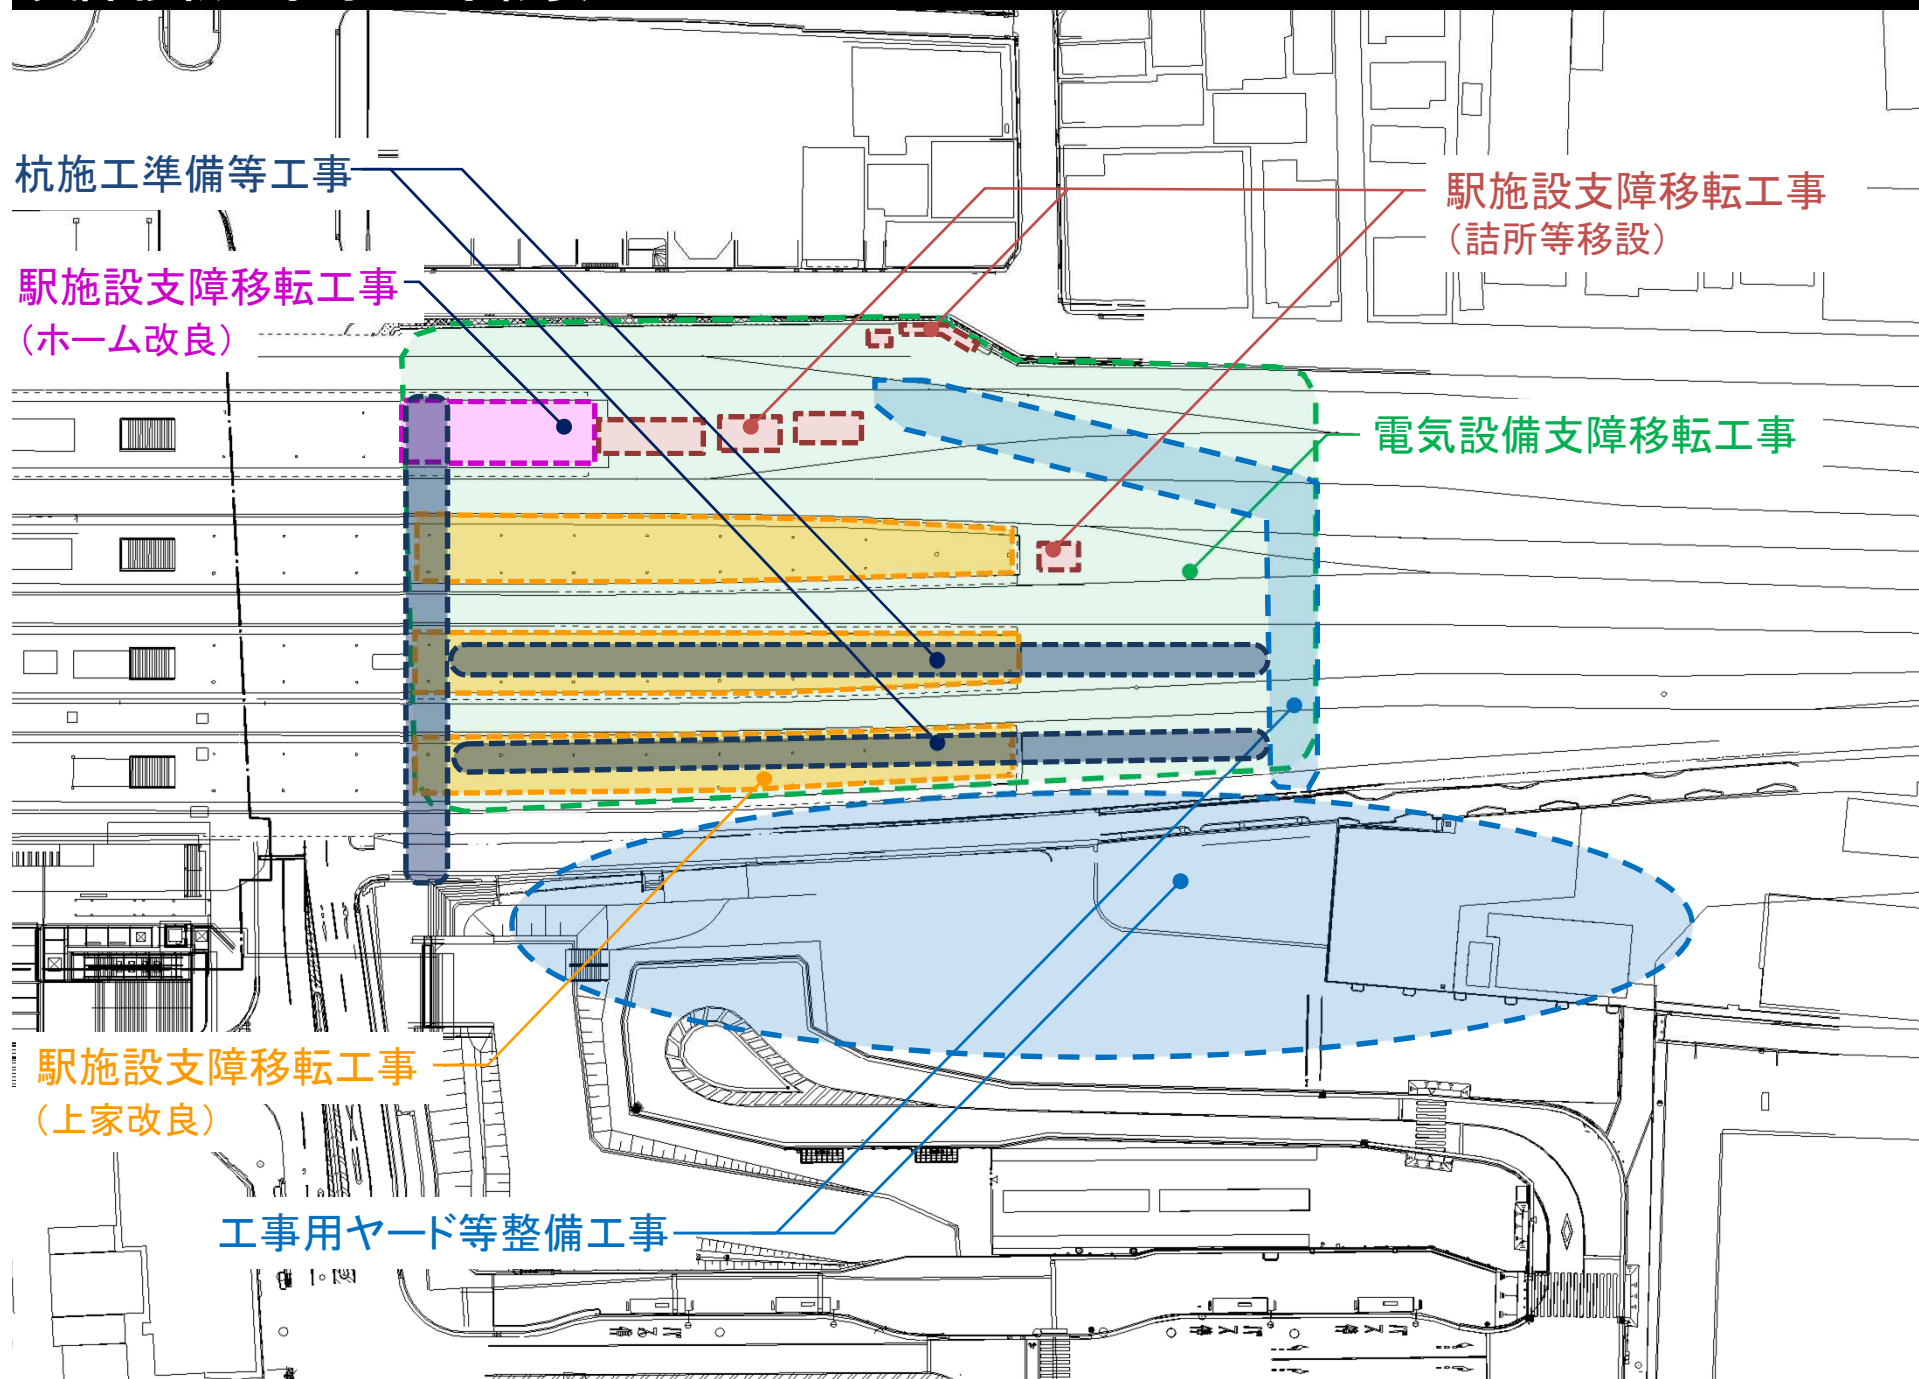 杭施工準備等工事
駅施設支障移転工事
(詰所等移設)
駅施設支障移転工事
(ホーム改良)
電気設備支障移転工事
駅施設支障移転工事
(上家改良)
工事用ヤード等整備工事